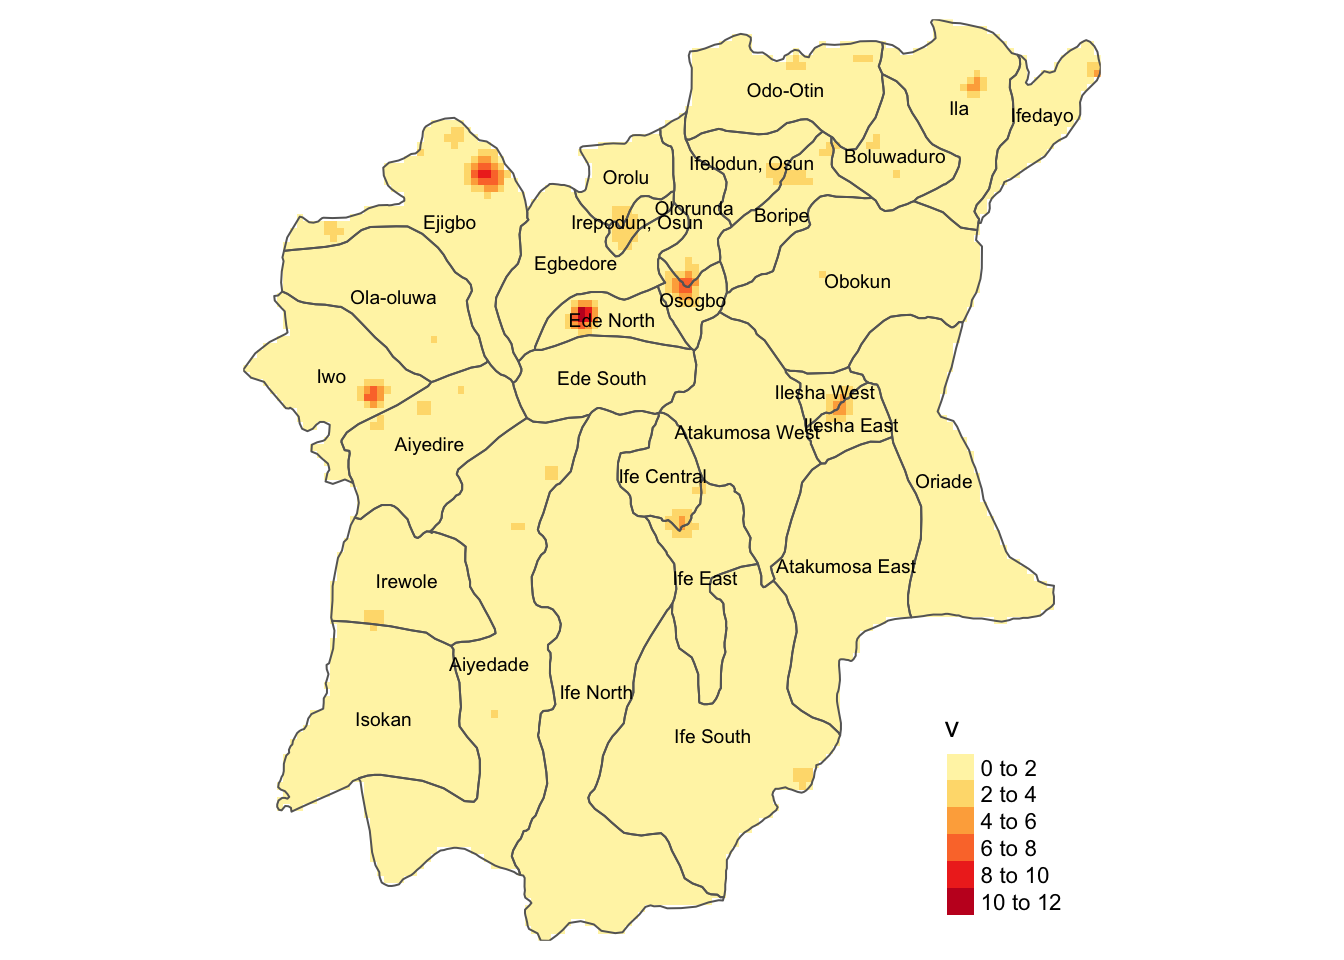 Odo-Otin
Ila
Ifedayo
Ifelodun, Osun
Boluwaduro
Orolu
Olorunda
Boripe
Ejigbo
Irepodun, Osun
Egbedore
Obokun
Ola-oluwa
Osogbo
Ede North
Iwo
Ede South
Ilesha West
Ilesha East
Atakumosa West
Aiyedire
Ife Central
Oriade
Atakumosa East
Ife East
Irewole
Aiyedade
Ife North
Isokan
Ife South
v
0 to 2
2 to 4
4 to 6
6 to 8
8 to 10
10 to 12